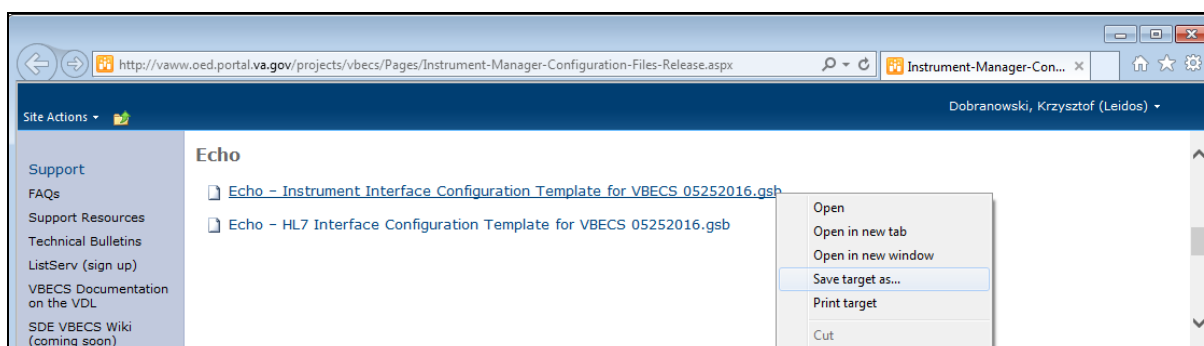 http://vaww.oed.portal.va.gov/projects/vbecs/Pages/Instrument-Manager-Configuration-Files-Release.aspx
Instrument-Manager-Con...
Site Actions
Dobranowski, Krzysztof (Leidos)
Support
FAQs
Support Resources
Technical Bulletins
ListServ (sign up)
VBECS Documentation
on the VDL
SDE VBECS Wiki
(coming soon)
Echo
Echo – Instrument Interface Configuration Template for VBECS 05252016.gsb
Echo – HL7 Interface Configuration Template for VBECS 05252016.gsb
Open
Open in new tab
Open in new window
Save target as...
Print target
Cut